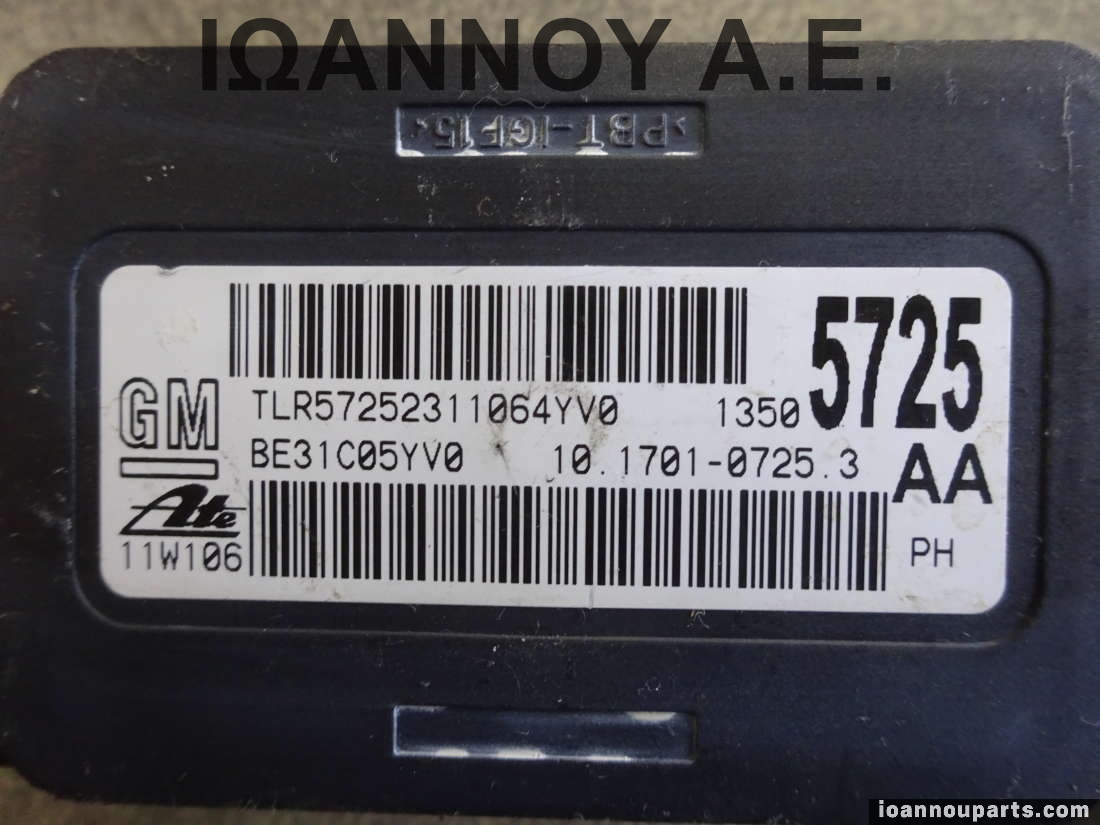 ΙΩΑΝΝΟΥ Α.Ε.
>PBT-IGF15<
GM
TLR57252311064YV0 1350
5725
BE31C05YV0 10.1701-0725.3
AA
Ate
11W106
PH
ioannouparts.com